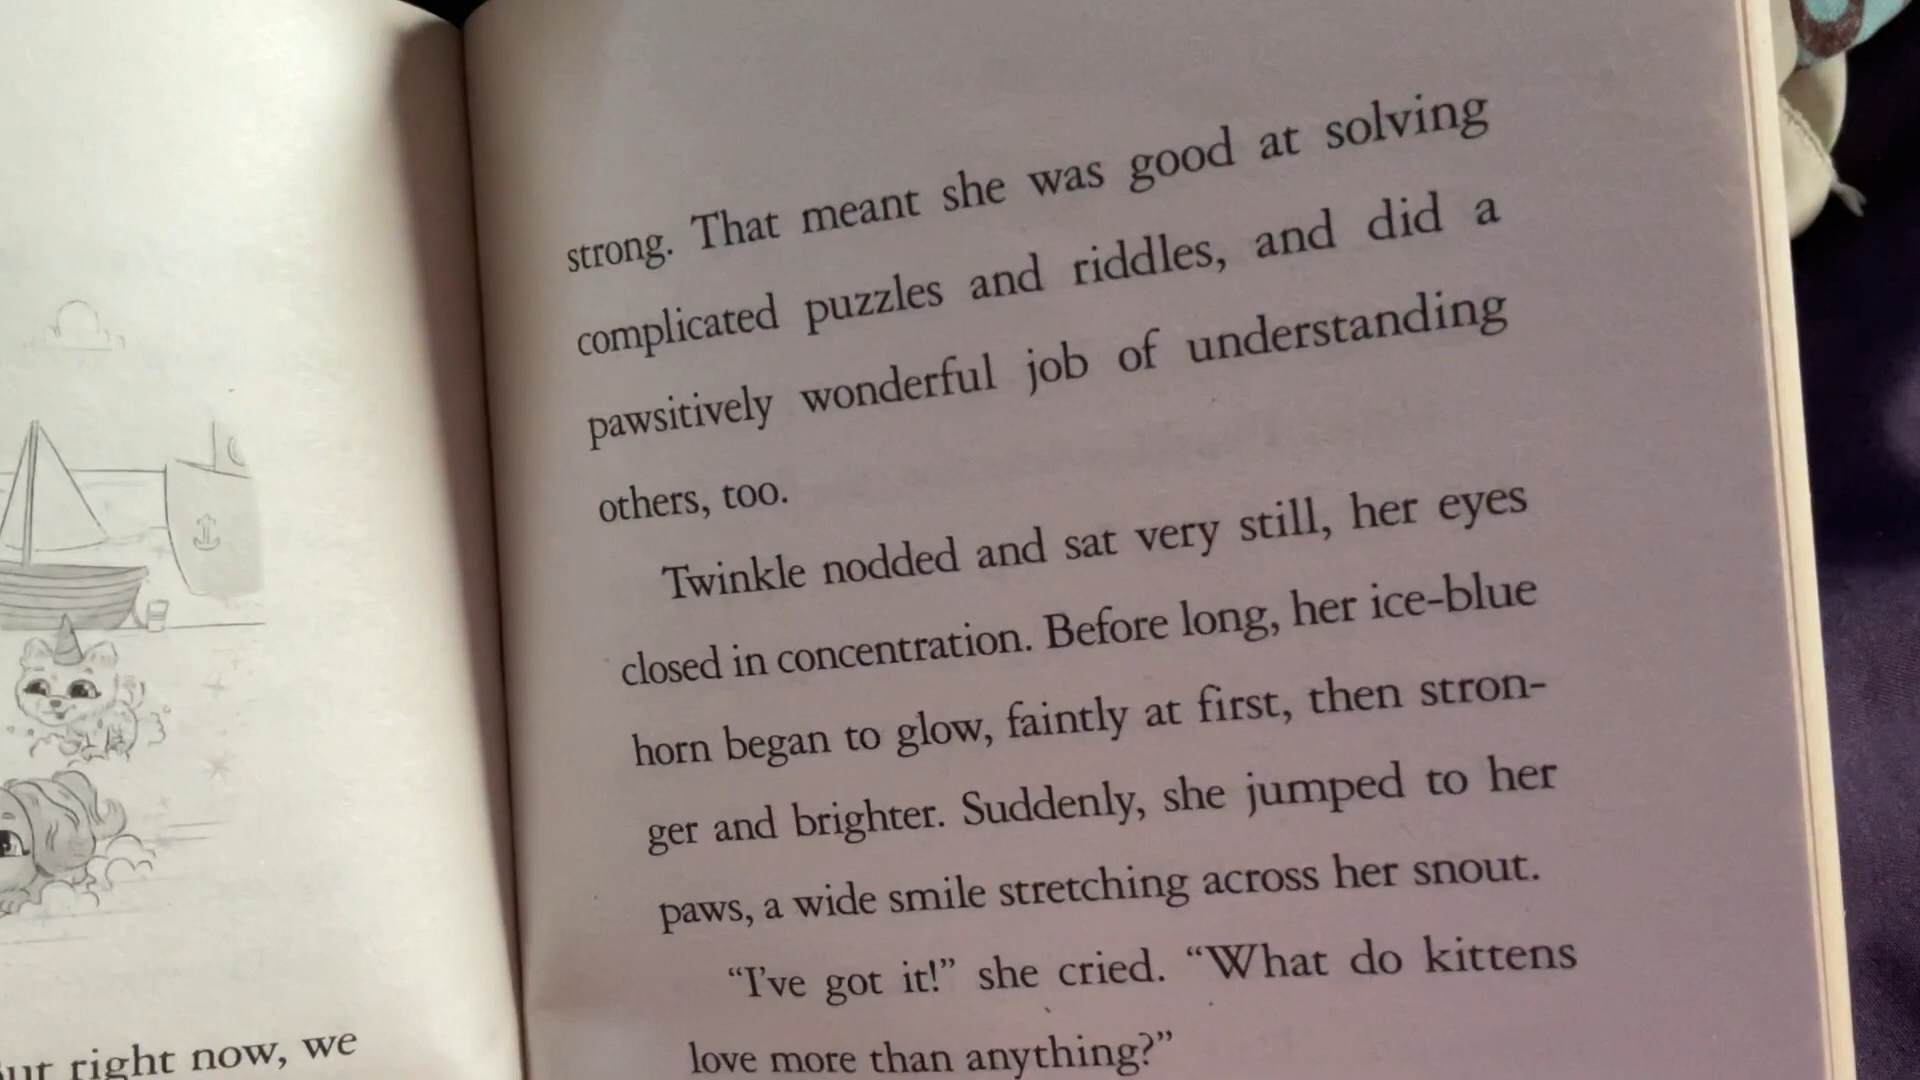 ut right now, we
strong. That meant she was good at solving
complicated puzzles and riddles, and did a
pawsitively wonderful job of understanding
others, too.
Twinkle nodded and sat very still, her eyes
closed in concentration. Before long, her ice-blue
horn began to glow, faintly at first, then stron-
ger and brighter. Suddenly, she jumped to her
paws, a wide smile stretching across her snout.
“I’ve got it!” she cried. “What do kittens
love more than anything?”